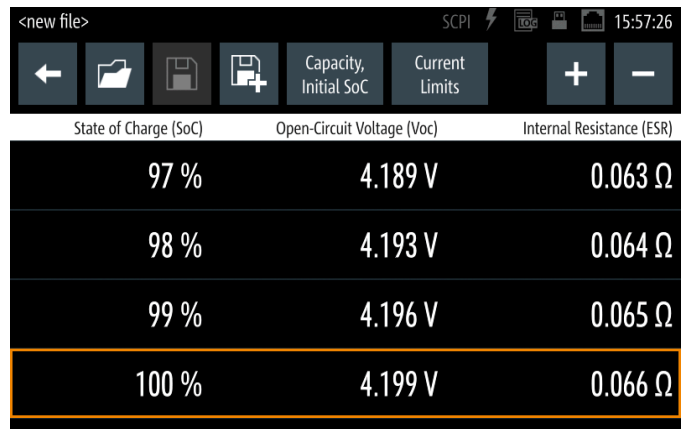 <new file> SCPI LOG 15:57:26
Capacity, Initial SoC
Current Limits
State of Charge (SoC) Open-Circuit Voltage (Voc) Internal Resistance (ESR)
97 % 4.189 V 0.063 Ω
98 % 4.193 V 0.064 Ω
99 % 4.196 V 0.065 Ω
100 % 4.199 V 0.066 Ω